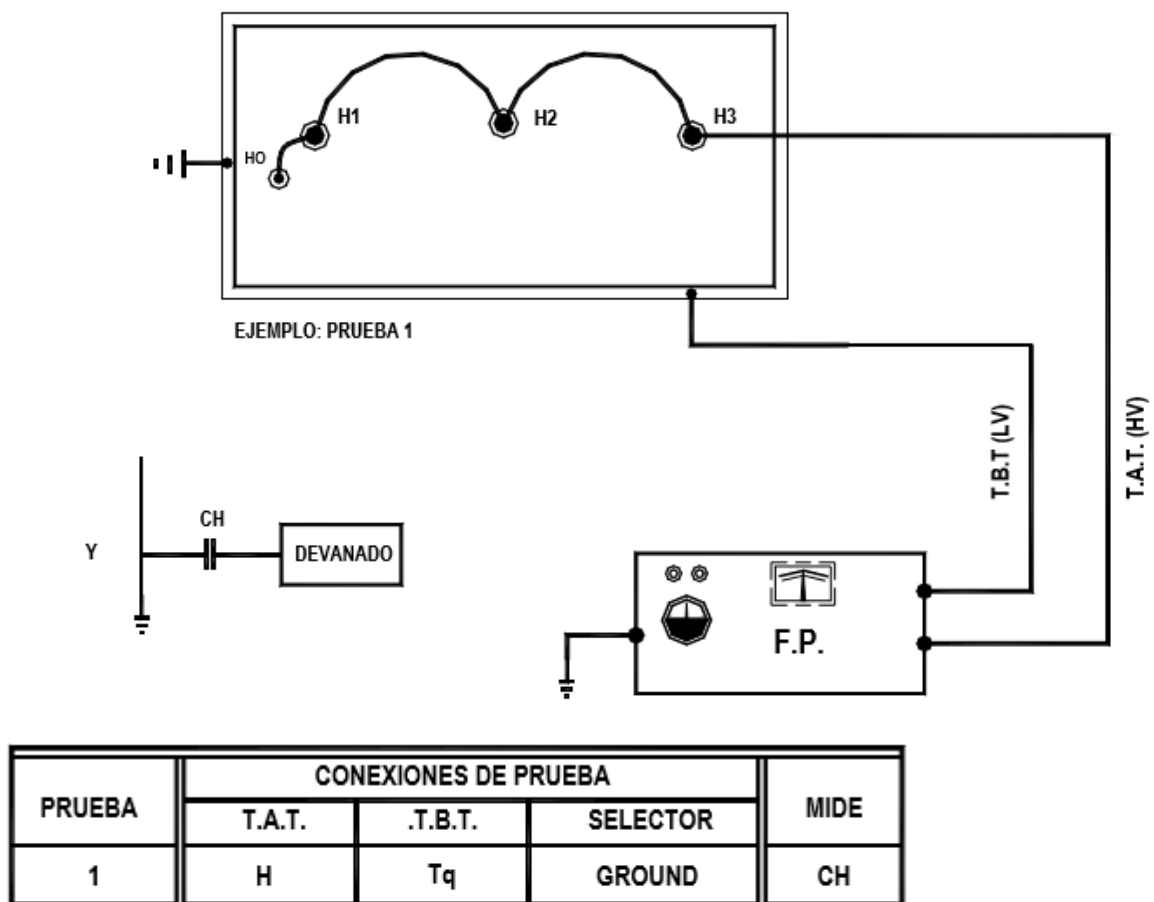 H1
H2
H3
HO
EJEMPLO: PRUEBA 1
T.B.T (LV)
T.A.T. (HV)
CH
Y
DEVANADO
F.P.
PRUEBA
CONEXIONES DE PRUEBA
MIDE
T.A.T.
.T.B.T.
SELECTOR
1
H
Tq
GROUND
CH